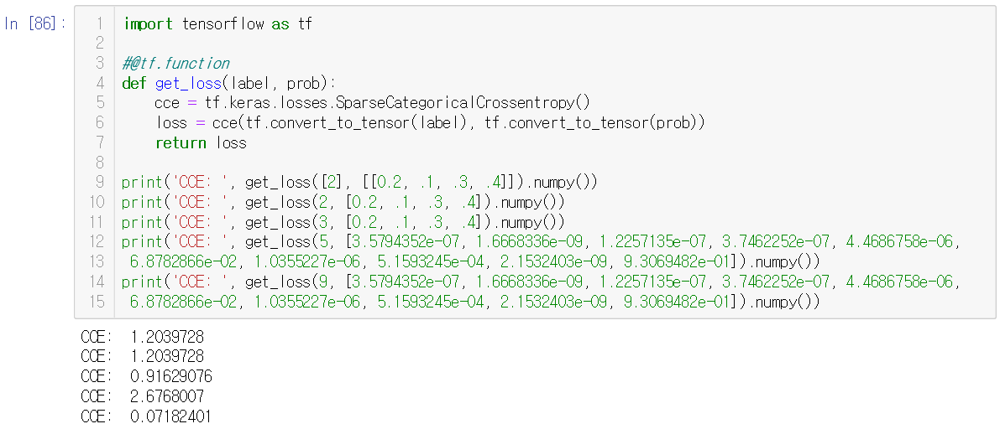 In [86]:
1 import tensorflow as tf
2
3 #@tf.function
4 def get_loss(label, prob):
5     cce = tf.keras.losses.SparseCategoricalCrossentropy()
6     loss = cce(tf.convert_to_tensor(label), tf.convert_to_tensor(prob))
7     return loss
8
9 print('CCE: ', get_loss([2], [[0.2, .1, .3, .4]]).numpy())
10 print('CCE: ', get_loss(2, [0.2, .1, .3, .4]).numpy())
11 print('CCE: ', get_loss(3, [0.2, .1, .3, .4]).numpy())
12 print('CCE: ', get_loss(5, [3.5794352e-07, 1.6668336e-09, 1.2257135e-07, 3.7462252e-07, 4.4686758e-06,
13  6.8782866e-02, 1.0355227e-06, 5.1593245e-04, 2.1532403e-09, 9.3069482e-01]).numpy())
14 print('CCE: ', get_loss(9, [3.5794352e-07, 1.6668336e-09, 1.2257135e-07, 3.7462252e-07, 4.4686758e-06,
15  6.8782866e-02, 1.0355227e-06, 5.1593245e-04, 2.1532403e-09, 9.3069482e-01]).numpy())
CCE:  1.2039728
CCE:  1.2039728
CCE:  0.91629076
CCE:  2.6768007
CCE:  0.07182401